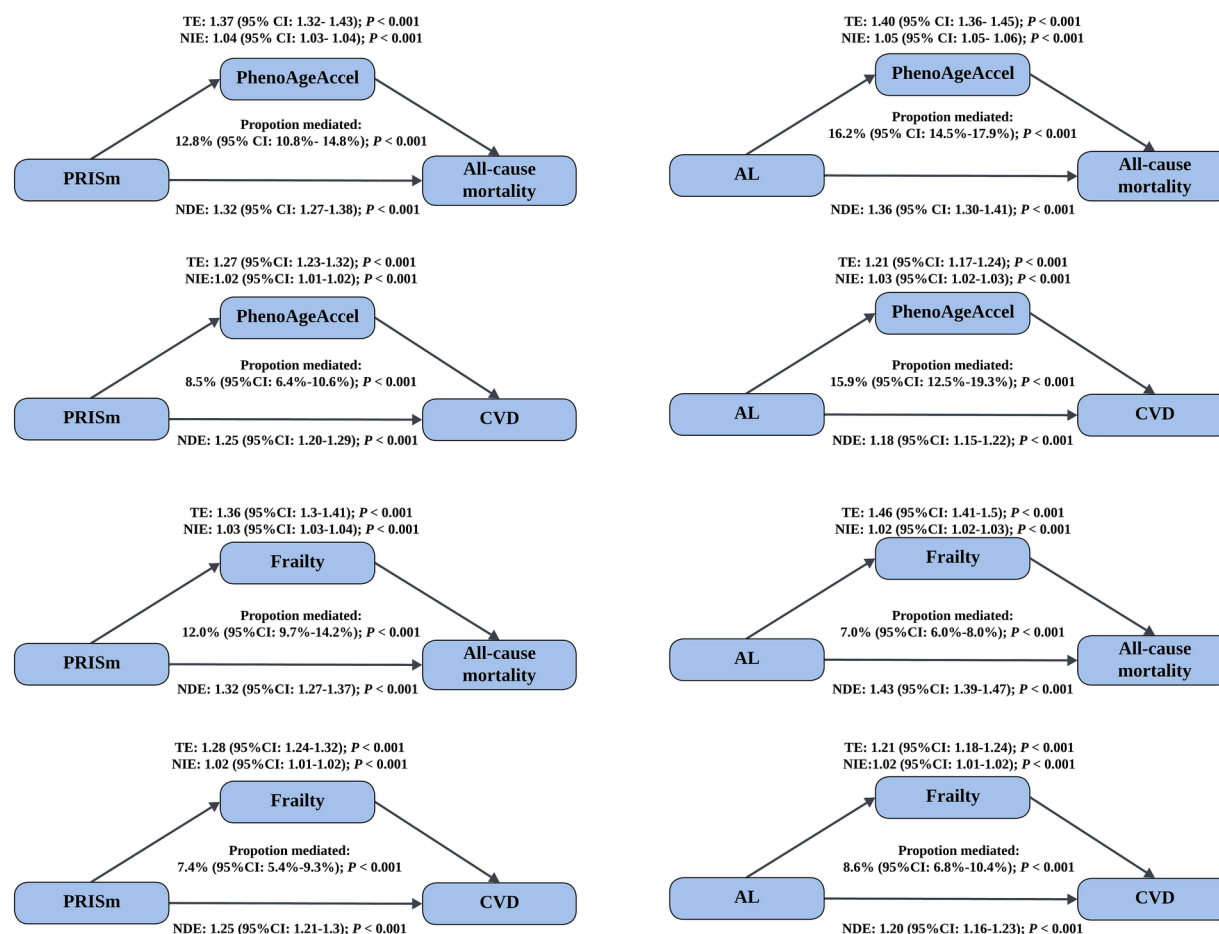 TE: 1.37 (95% CI: 1.32- 1.43); P < 0.001
NIE: 1.04 (95% CI: 1.03- 1.04); P < 0.001
PhenoAgeAccel
Propotion mediated:
12.8% (95% CI: 10.8%- 14.8%); P < 0.001
PRISm
All-cause
mortality
NDE: 1.32 (95% CI: 1.27-1.38); P < 0.001
TE: 1.40 (95% CI: 1.36- 1.45); P < 0.001
NIE: 1.05 (95% CI: 1.05- 1.06); P < 0.001
PhenoAgeAccel
Propotion mediated:
16.2% (95% CI: 14.5%-17.9%); P < 0.001
AL
All-cause
mortality
NDE: 1.36 (95% CI: 1.30-1.41); P < 0.001
TE: 1.27 (95%CI: 1.23-1.32); P < 0.001
NIE:1.02 (95%CI: 1.01-1.02); P < 0.001
PhenoAgeAccel
Propotion mediated:
8.5% (95%CI: 6.4%-10.6%); P < 0.001
PRISm
CVD
NDE: 1.25 (95%CI: 1.20-1.29); P < 0.001
TE: 1.21 (95%CI: 1.17-1.24); P < 0.001
NIE: 1.03 (95%CI: 1.02-1.03); P < 0.001
PhenoAgeAccel
Propotion mediated:
15.9% (95%CI: 12.5%-19.3%); P < 0.001
AL
CVD
NDE: 1.18 (95%CI: 1.15-1.22); P < 0.001
TE: 1.36 (95%CI: 1.3-1.41); P < 0.001
NIE: 1.03 (95%CI: 1.03-1.04); P < 0.001
Frailty
Propotion mediated:
12.0% (95%CI: 9.7%-14.2%); P < 0.001
PRISm
All-cause
mortality
NDE: 1.32 (95%CI: 1.27-1.37); P < 0.001
TE: 1.46 (95%CI: 1.41-1.5); P < 0.001
NIE: 1.02 (95%CI: 1.02-1.03); P < 0.001
Frailty
Propotion mediated:
7.0% (95%CI: 6.0%-8.0%); P < 0.001
AL
All-cause
mortality
NDE: 1.43 (95%CI: 1.39-1.47); P < 0.001
TE: 1.28 (95%CI: 1.24-1.32); P < 0.001
NIE: 1.02 (95%CI: 1.01-1.02); P < 0.001
Frailty
Propotion mediated:
7.4% (95%CI: 5.4%-9.3%); P < 0.001
PRISm
CVD
NDE: 1.25 (95%CI: 1.21-1.3); P < 0.001
TE: 1.21 (95%CI: 1.18-1.24); P < 0.001
NIE:1.02 (95%CI: 1.01-1.02); P < 0.001
Frailty
Propotion mediated:
8.6% (95%CI: 6.8%-10.4%); P < 0.001
AL
CVD
NDE: 1.20 (95%CI: 1.16-1.23); P < 0.001